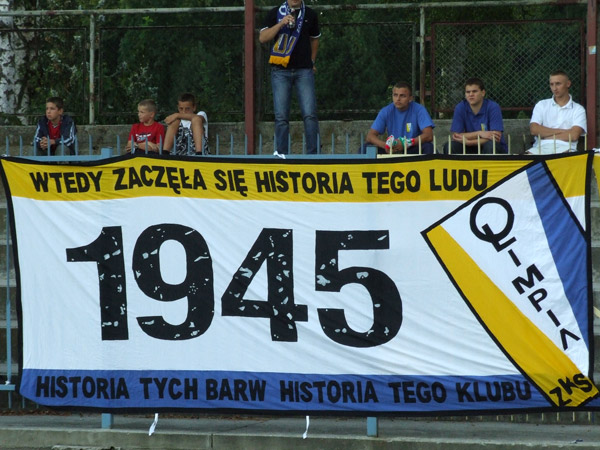 WTEDY ZACZĘŁA SIĘ HISTORIA TEGO LUDU
1945
OLIMPIA
ZKS
HISTORIA TYCH BARW HISTORIA TEGO KLUBU